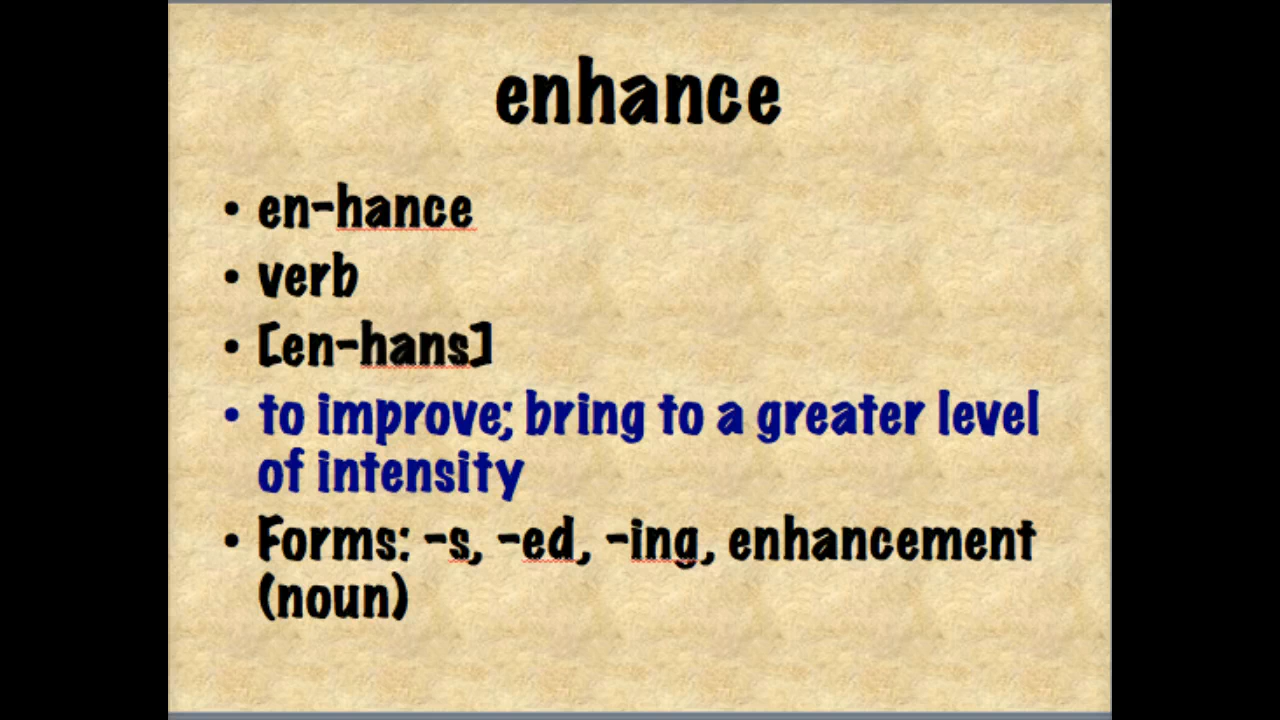 enhance
• en-hance
• verb
• [en-hans]
• to improve; bring to a greater level
of intensity
• Forms: -s, -ed, -ing, enhancement
(noun)